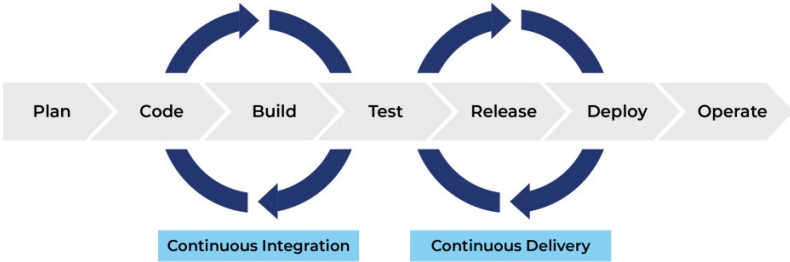 Plan Code Build Test Release Deploy Operate
Continuous Integration Continuous Delivery